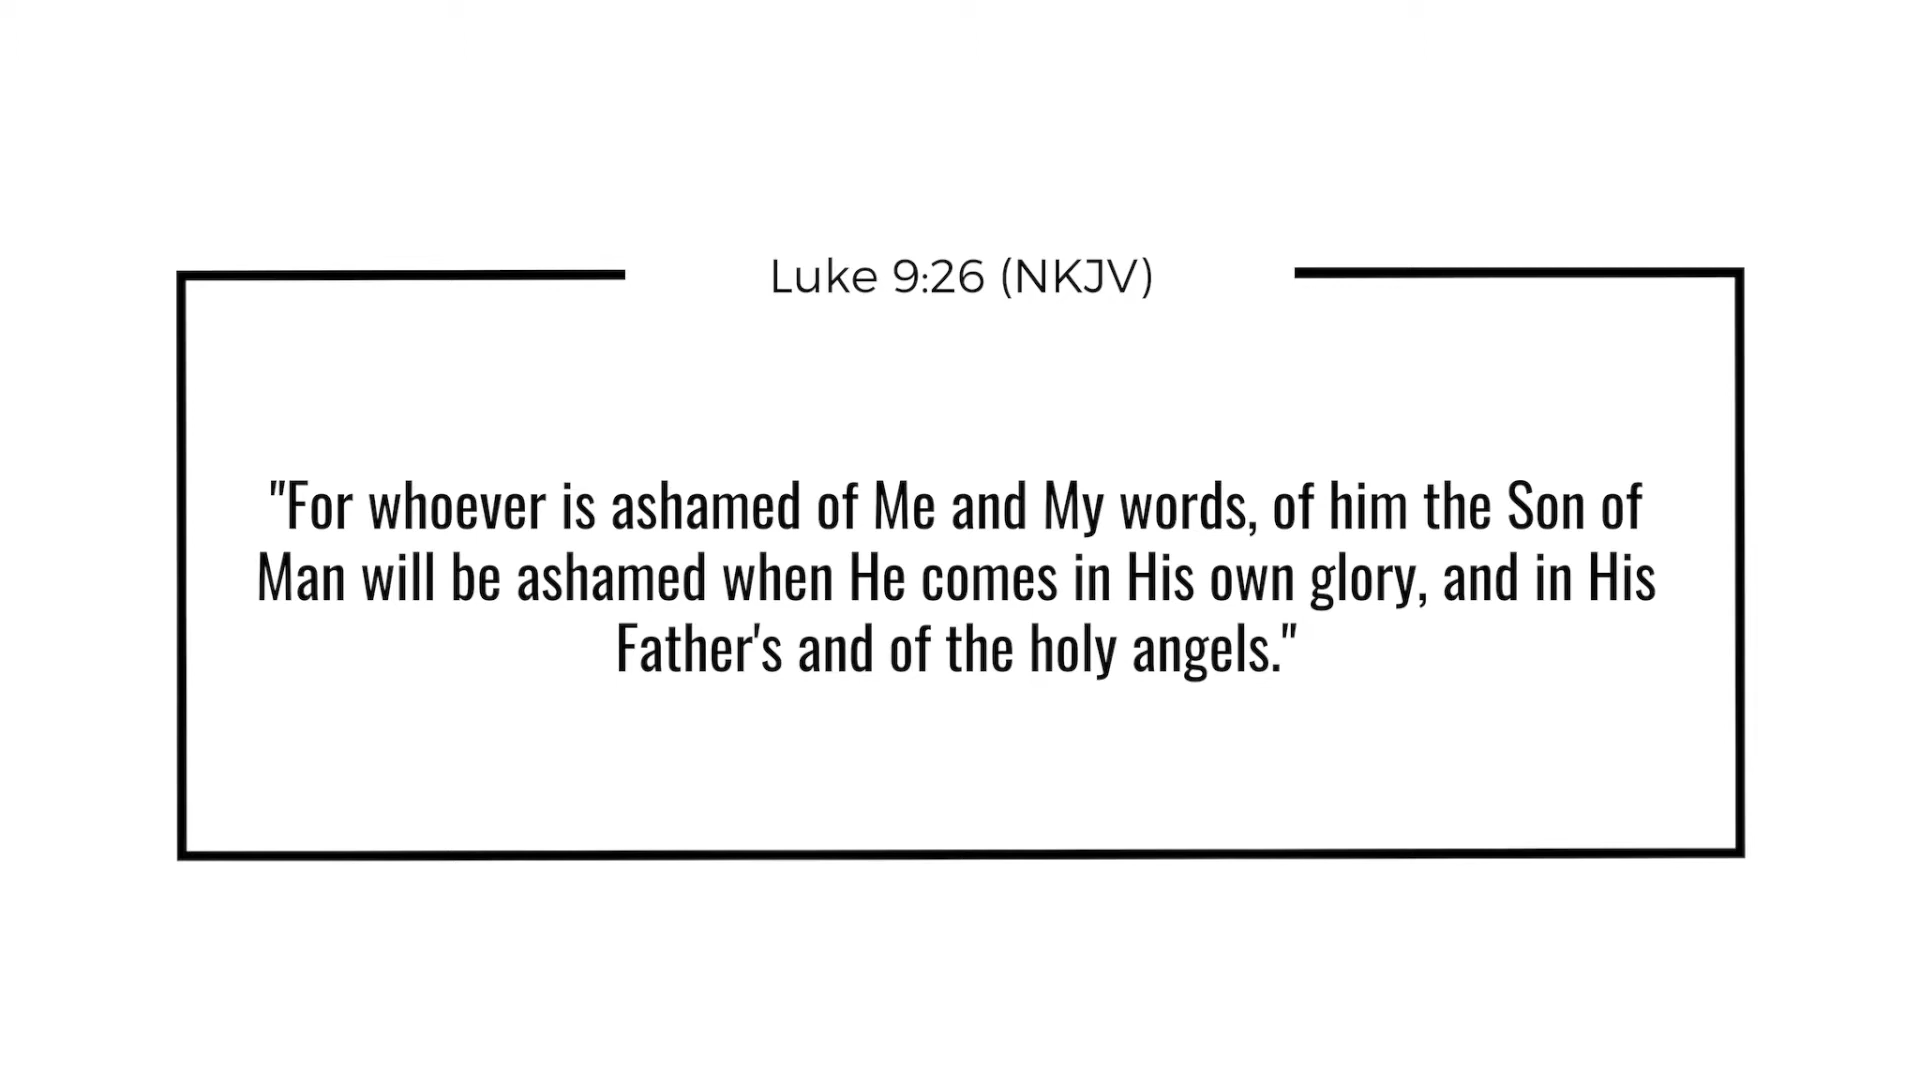 Luke 9:26 (NKJV)
"For whoever is ashamed of Me and My words, of him the Son of
Man will be ashamed when He comes in His own glory, and in His
Father's and of the holy angels."